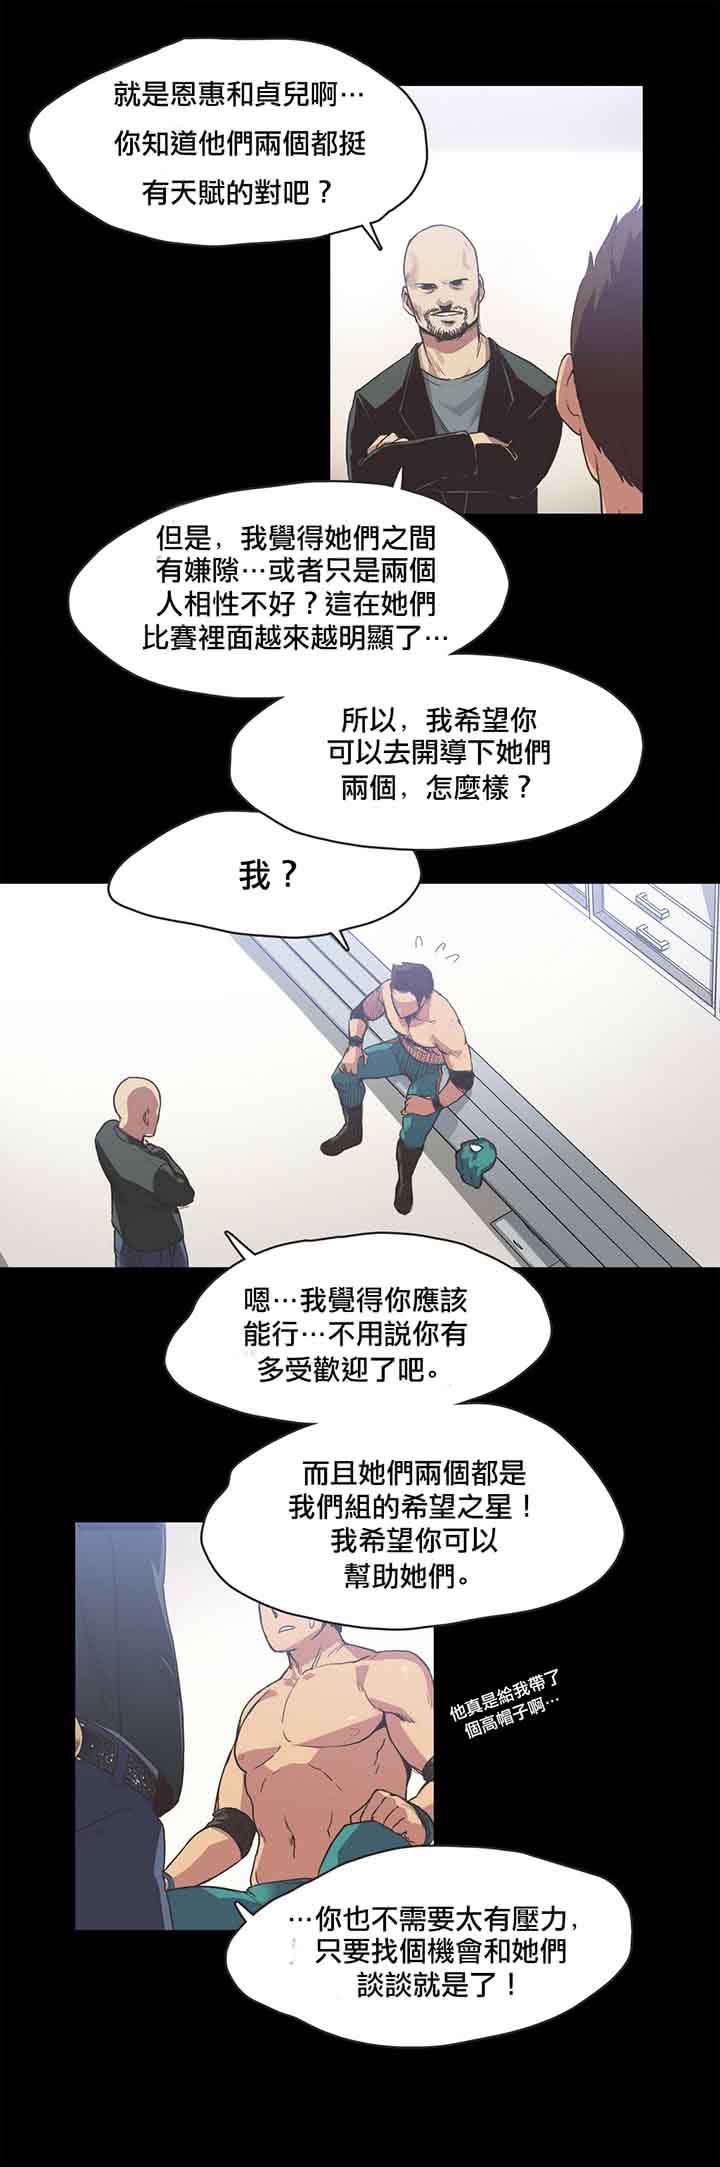 就是恩惠和貞兒啊⋯
你知道他們兩個都挺
有天賦的對吧？
但是，我覺得她們之間
有嫌隙⋯或者只是兩個
人相性不好？這在她們
比賽裡面越來越明顯了⋯
所以，我希望你
可以去開導下她們
兩個，怎麼樣？
我？
嗯⋯我覺得你應該
能行⋯不用説你有
多受歡迎了吧。
而且她們兩個都是
我們組的希望之星！
我希望你可以
幫助她們。
他真是給我帶了
個高帽子啊⋯
⋯你也不需要太有壓力，
只要找個機會和她們
談談就是了！